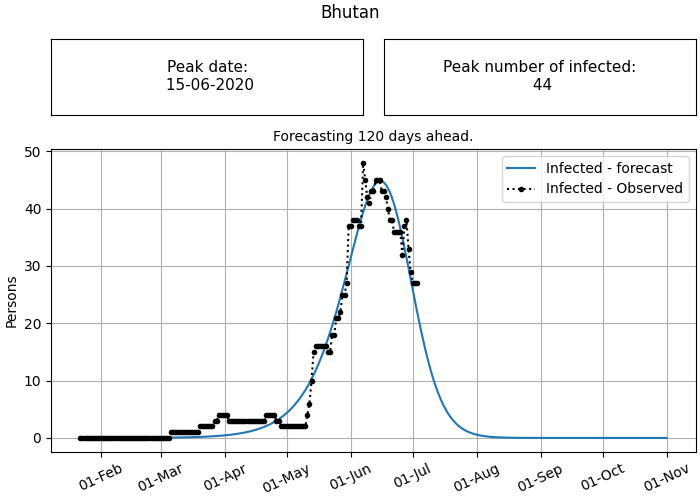 Bhutan
Peak date:
15-06-2020
Peak number of infected:
44
Forecasting 120 days ahead.
Infected - forecast
Infected - Observed
50
40
30
20
10
0
Persons
01-Feb
01-Mar
01-Apr
01-May
01-Jun
01-Jul
01-Aug
01-Sep
01-Oct
01-Nov